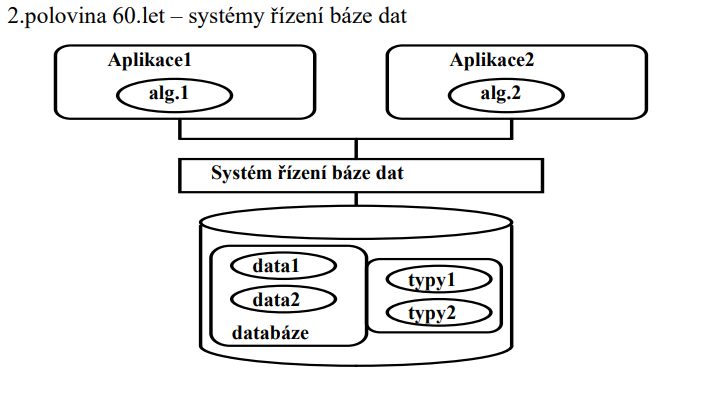 2.polovina 60.let – systémy řízení báze dat
Aplikace1
alg.1
Aplikace2
alg.2
Systém řízení báze dat
data1
data2
databáze
typy1
typy2